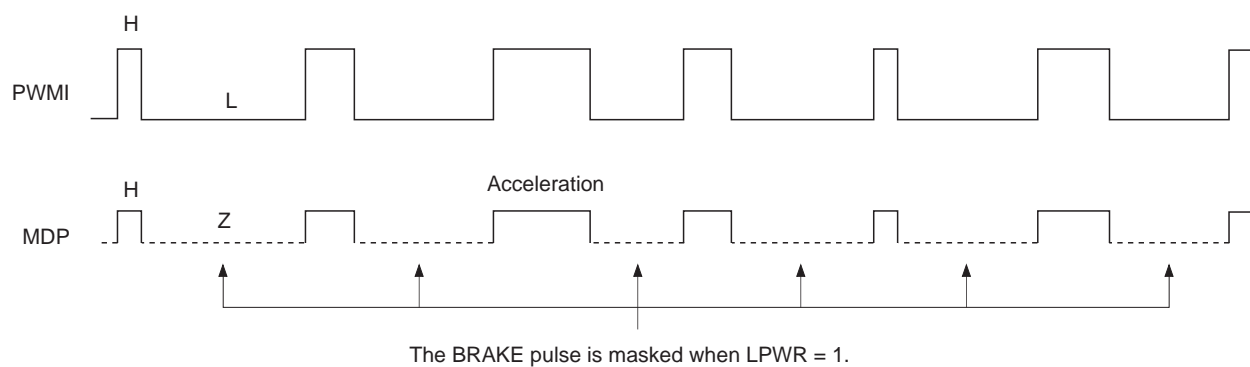 H
PWMI
L
H
Acceleration
Z
MDP
The BRAKE pulse is masked when LPWR = 1.